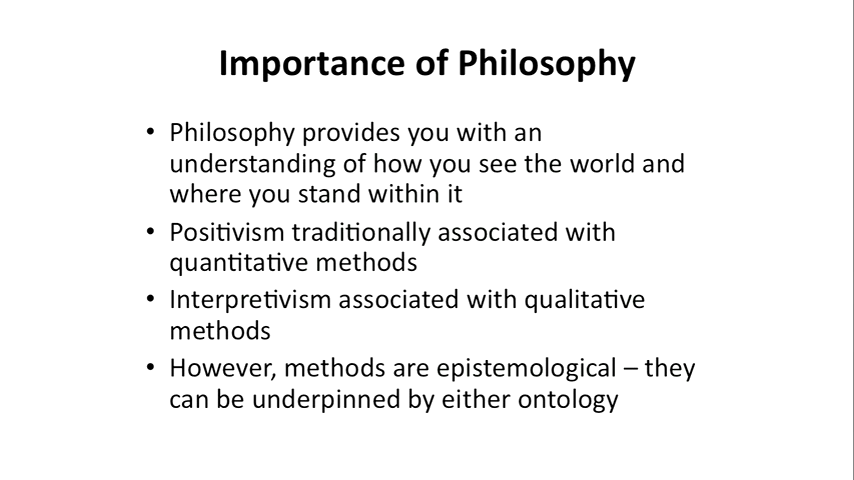 Importance of Philosophy
• Philosophy provides you with an
understanding of how you see the world and
where you stand within it
• Positivism traditionally associated with
quantitative methods
• Interpretivism associated with qualitative
methods
• However, methods are epistemological – they
can be underpinned by either ontology